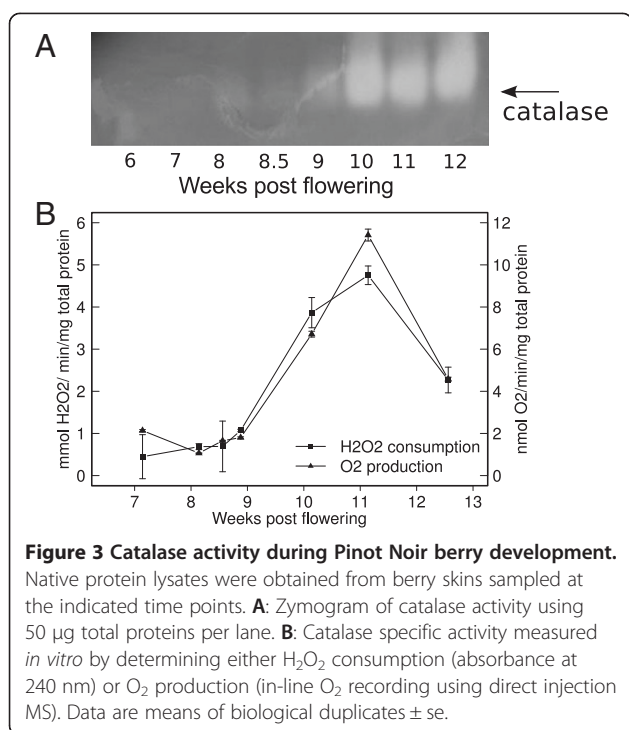 A
catalase
6 7 8 8.5 9 10 11 12
Weeks post flowering
B
6
5
4
3
2
1
0
mmol H2O2/ min/mg total protein
12
10
8
6
4
2
0
nmol O2/min/mg total protein
H2O2 consumption
O2 production
7 8 9 10 11 12 13
Weeks post flowering
Figure 3 Catalase activity during Pinot Noir berry development.
Native protein lysates were obtained from berry skins sampled at
the indicated time points. A: Zymogram of catalase activity using
50 μg total proteins per lane. B: Catalase specific activity measured
in vitro by determining either H₂O₂ consumption (absorbance at
240 nm) or O₂ production (in-line O₂ recording using direct injection
MS). Data are means of biological duplicates ± se.